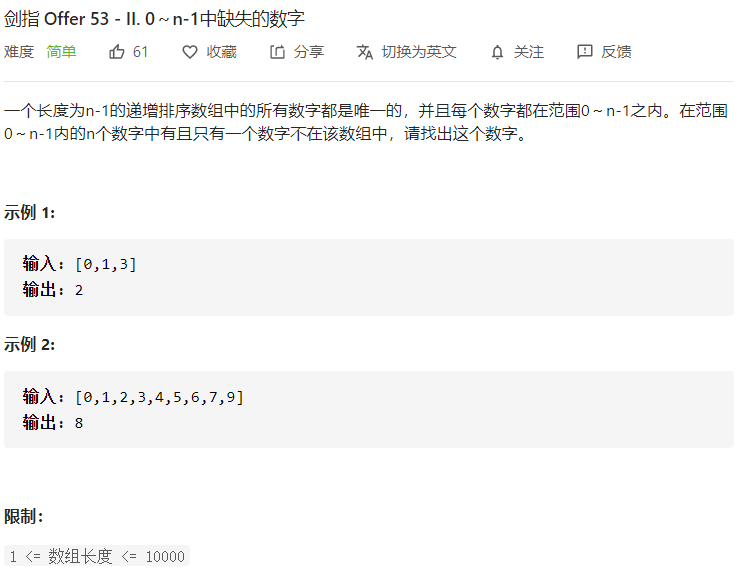 剑指 Offer 53 - II. 0～n-1中缺失的数字
难度 简单 61 收藏 分享 切换为英文 关注 反馈
一个长度为n-1的递增排序数组中的所有数字都是唯一的，并且每个数字都在范围0～n-1之内。在范围
0～n-1内的n个数字中有且只有一个数字不在该数组中，请找出这个数字。
示例 1:
输入: [0,1,3]
输出: 2
示例 2:
输入: [0,1,2,3,4,5,6,7,9]
输出: 8
限制：
1 <= 数组长度 <= 10000